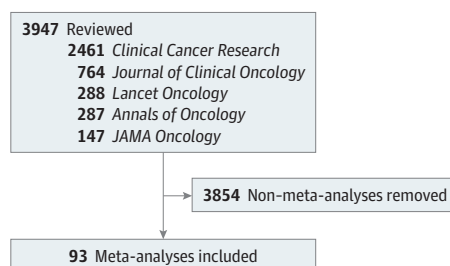 3947 Reviewed
2461 Clinical Cancer Research
764 Journal of Clinical Oncology
288 Lancet Oncology
287 Annals of Oncology
147 JAMA Oncology
3854 Non-meta-analyses removed
93 Meta-analyses included